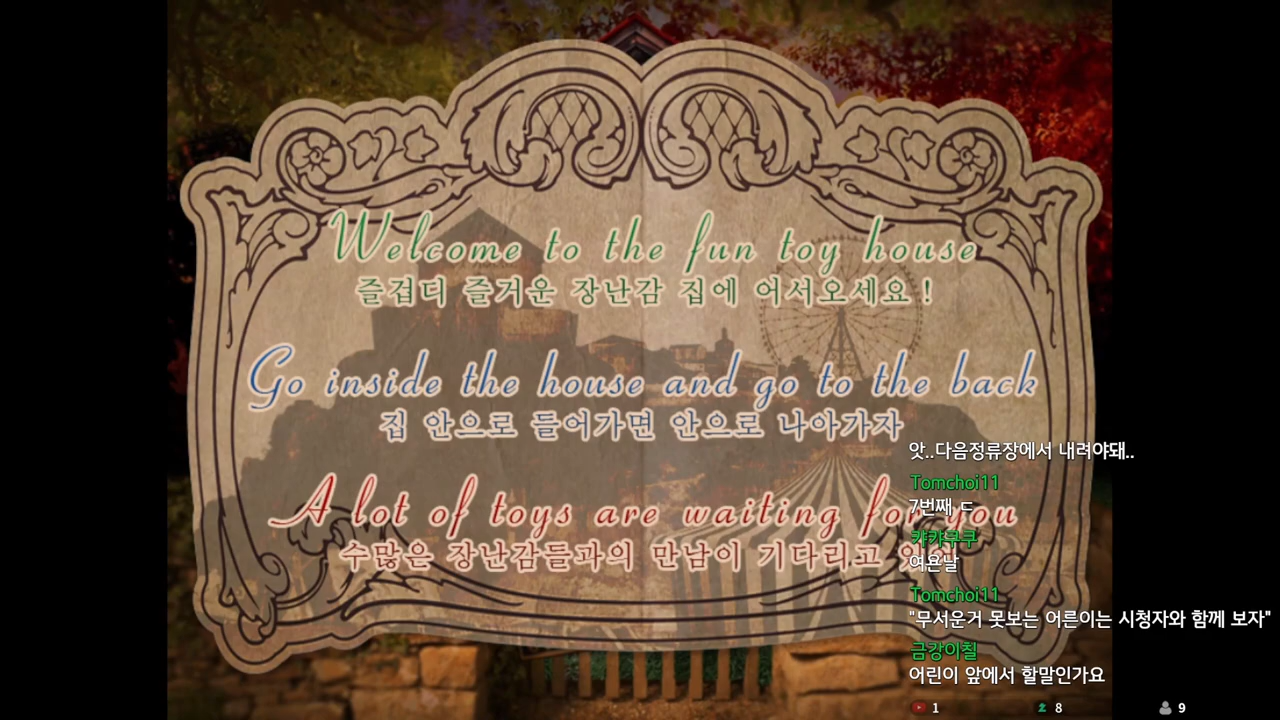 Welcome to the fun toy house
즐겁디 즐거운 장난감 집에 어서오세요!
Go inside the house and go to the back
집 안으로 들어가면 안으로 나아가자
A lot of toys are waiting for you
수많은 장난감들과의 만남이 기다리고
앗..다음정류장에서 내려야돼..
Tomchoi11
7번째 ㄷ
캬캬쿠쿠
여욘날
Tomchoi11
"무서운거 못보는 어른이는 시청자와 함께 보자"
금강이칠
어린이 앞에서 할말인가요
1 8 9